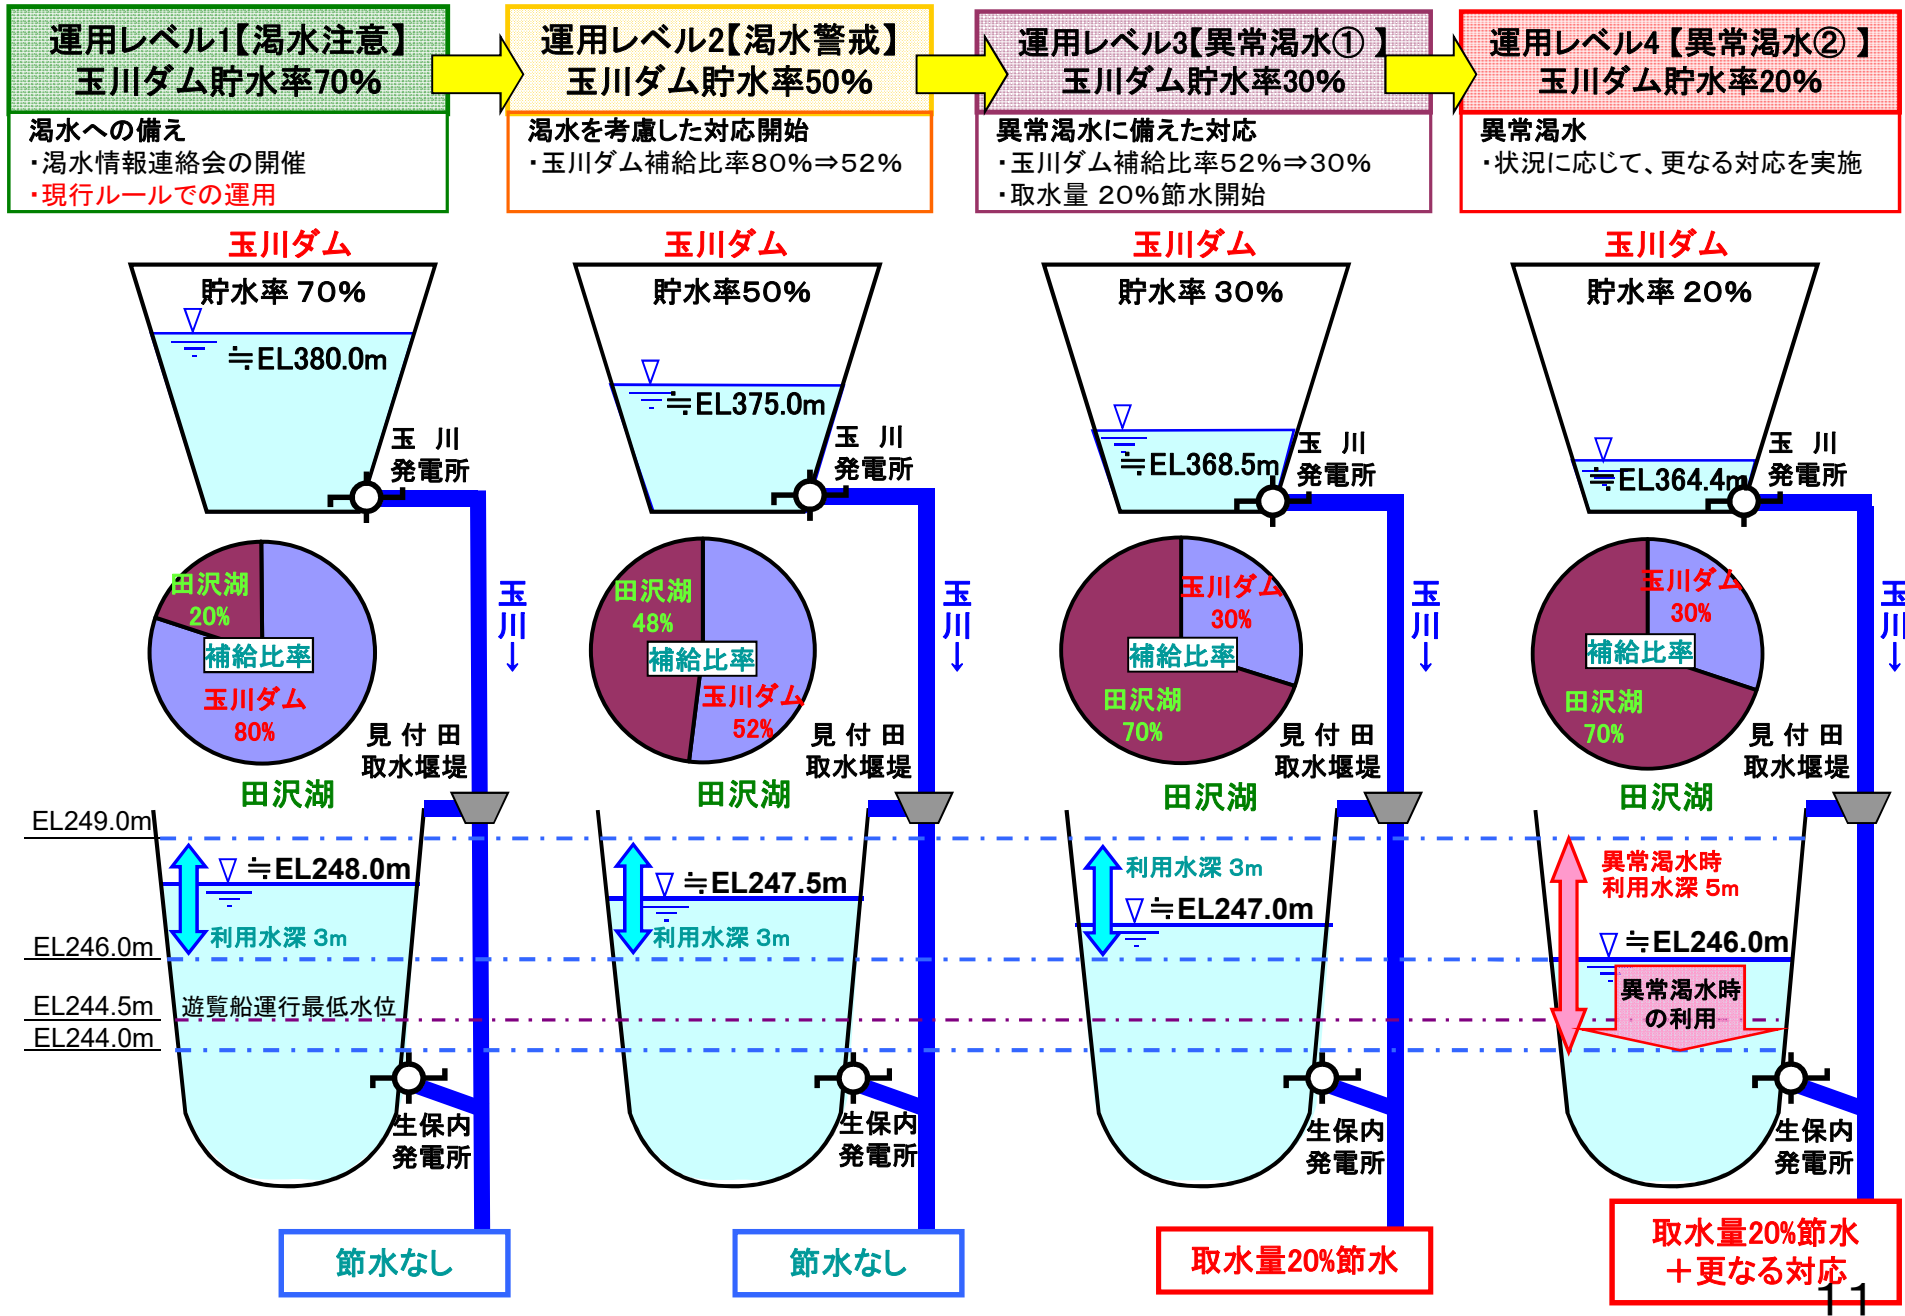 運用レベル1【渇水注意】
玉川ダム貯水率70%
渇水への備え
・渇水情報連絡会の開催
・現行ルールでの運用
運用レベル2【渇水警戒】
玉川ダム貯水率50%
渇水を考慮した対応開始
・玉川ダム補給比率80%⇒52%
運用レベル3【異常渇水① 】
玉川ダム貯水率30%
異常渇水に備えた対応
・玉川ダム補給比率52%⇒30%
・取水量 20%節水開始
運用レベル4【異常渇水② 】
玉川ダム貯水率20%
異常渇水
・状況に応じて、更なる対応を実施
玉川ダム
貯水率 70%
≒EL380.0m
玉 川
発電所
田沢湖
20%
補給比率
玉川ダム
80%
玉川→
見 付 田
取水堰堤
田沢湖
EL249.0m
≒EL248.0m
利用水深 3m
EL246.0m
EL244.5m
遊覧船運行最低水位
EL244.0m
生保内
発電所
節水なし
玉川ダム
貯水率50%
≒EL375.0m
玉 川
発電所
田沢湖
48%
補給比率
玉川ダム
52%
玉川→
見 付 田
取水堰堤
田沢湖
≒EL247.5m
利用水深 3m
生保内
発電所
節水なし
玉川ダム
貯水率 30%
≒EL368.5m
玉 川
発電所
玉川ダム
30%
補給比率
田沢湖
70%
玉川→
見 付 田
取水堰堤
田沢湖
利用水深 3m
≒EL247.0m
生保内
発電所
取水量20%節水
玉川ダム
貯水率 20%
≒EL364.4m
玉 川
発電所
玉川ダム
30%
補給比率
田沢湖
70%
玉川→
見 付 田
取水堰堤
田沢湖
異常渇水時
利用水深 5m
≒EL246.0m
異常渇水時
の利用
生保内
発電所
取水量20%節水
＋更なる対応
11